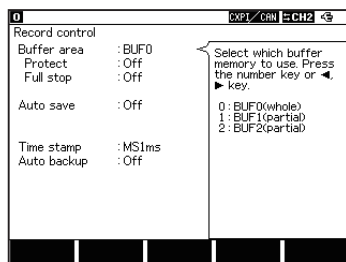 0 CXPI/CAN CH2
Record control
Buffer area :BUF0
Protect :Off
Full stop :Off
Auto save :Off
Time stamp :MS1ms
Auto backup :Off
Select which buffer
memory to use. Press
the number key or ◄,
► key.
0:BUF0(whole)
1:BUF1(partial)
2:BUF2(partial)